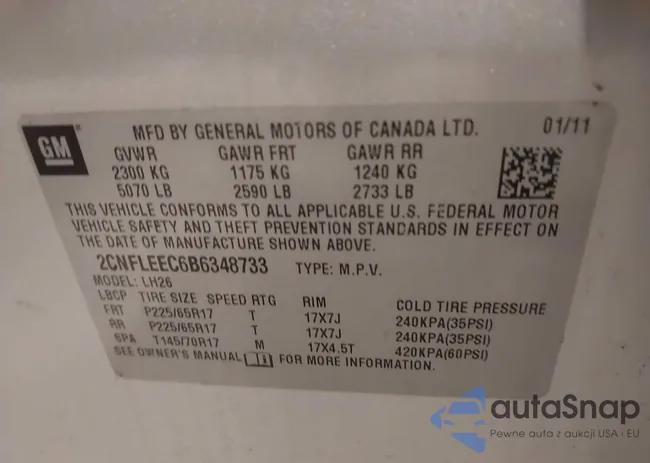 GM
MFD BY GENERAL MOTORS OF CANADA LTD. 01/11
GVWR GAWR FRT GAWR RR
2300 KG 1175 KG 1240 KG
5070 LB 2590 LB 2733 LB
THIS VEHICLE CONFORMS TO ALL APPLICABLE U.S. FEDERAL MOTOR
VEHICLE SAFETY AND THEFT PREVENTION STANDARDS IN EFFECT ON
THE DATE OF MANUFACTURE SHOWN ABOVE.
2CNFLEEC6B6348733 TYPE: M.P.V.
MODEL: LH26
LBCP TIRE SIZE SPEED RTG RIM COLD TIRE PRESSURE
FRT P225/65R17 T 17X7J 240KPA(35PSI)
RR P225/65R17 T 17X7J 240KPA(35PSI)
SPA T145/70R17 M 17X4.5T 420KPA(60PSI)
SEE OWNER'S MANUAL FOR MORE INFORMATION.
autaSnap
Pewne auta z aukcji USA i EU